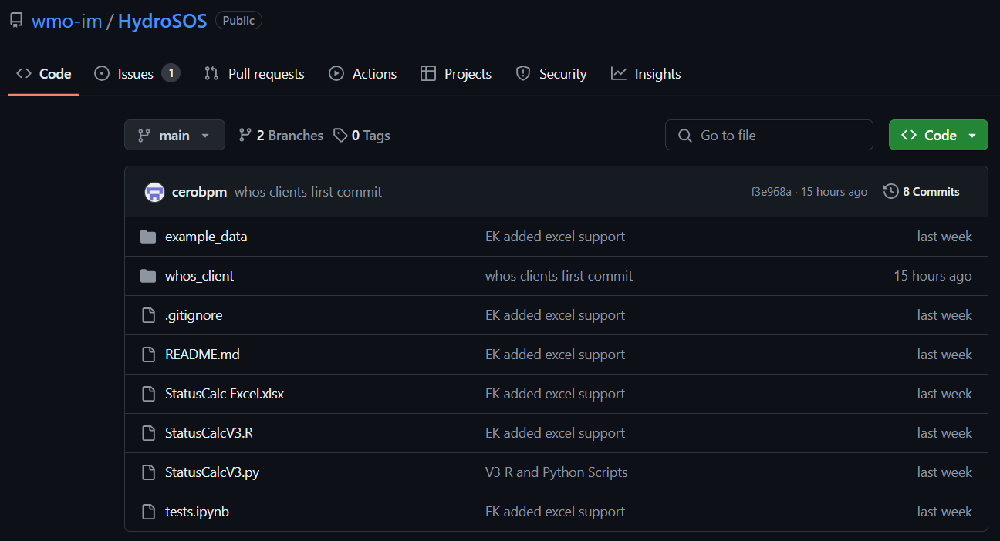 wmo-im / HydroSOS Public
Code Issues 1 Pull requests Actions Projects Security Insights
main 2 Branches 0 Tags Go to file Code
cerobpm whos clients first commit f3e968a · 15 hours ago 8 Commits
example_data EK added excel support last week
whos_client whos clients first commit 15 hours ago
.gitignore EK added excel support last week
README.md EK added excel support last week
StatusCalc Excel.xlsx EK added excel support last week
StatusCalcV3.R EK added excel support last week
StatusCalcV3.py V3 R and Python Scripts last week
tests.ipynb EK added excel support last week